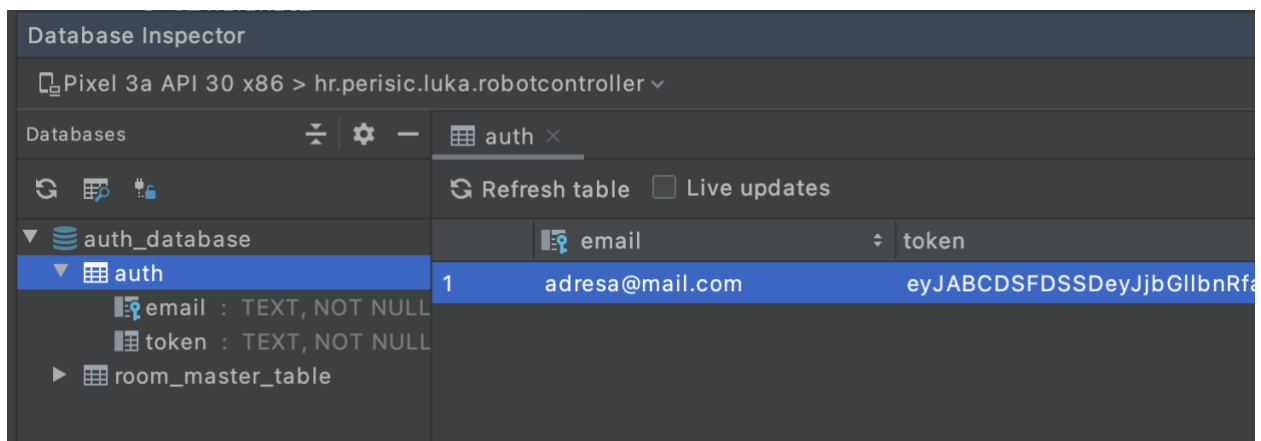 Database Inspector
Pixel 3a API 30 x86 > hr.perisic.luka.robotcontroller
Databases
auth
Refresh table
Live updates
auth_database
auth
email : TEXT, NOT NULL
token : TEXT, NOT NULL
room_master_table
email
token
1
adresa@mail.com
eyJABCDSFDSSDeyJjbGllbnRfa